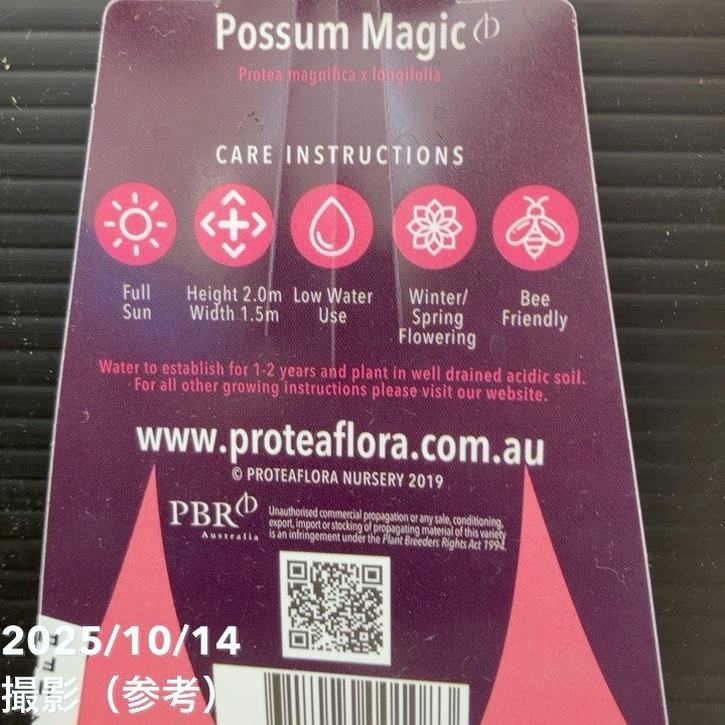 Possum Magic
Protea magnifica x longifolia
CARE INSTRUCTIONS
Full
Sun
Height 2.0m
Width 1.5m
Low Water
Use
Winter/
Spring
Flowering
Bee
Friendly
Water to establish for 1-2 years and plant in well drained acidic soil.
For all other growing instructions please visit our website.
www.proteaflora.com.au
© PROTEAFLORA NURSERY 2019
PBR
Australia
Unauthorised commercial propagation or any sale, conditioning,
export, import or stocking of propagating material of this variety
is an infringement under the Plant Breeders Rights Act 1994.
2025/10/14
撮影（参考）